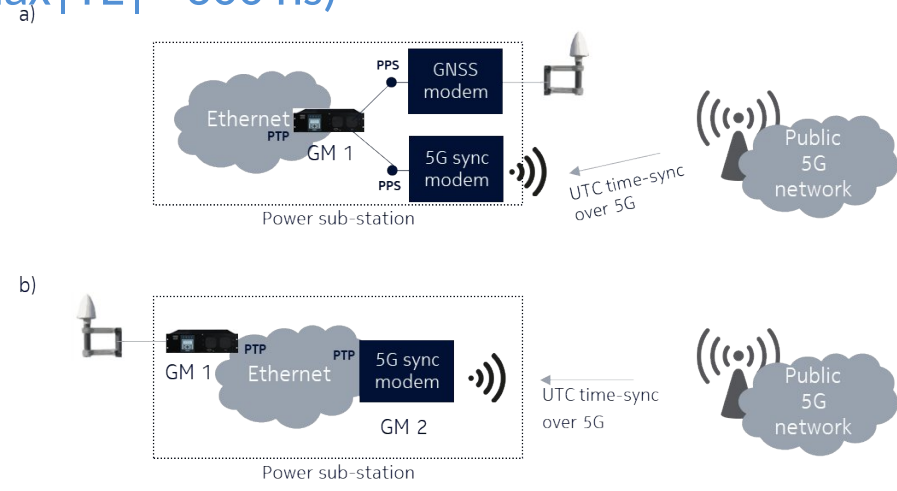 max|TE|
a)
PPS
GNSS
modem
Ethernet
PTP
GM 1
5G sync
modem
PPS
UTC time-sync
over 5G
Public
5G
network
Power sub-station
b)
PTP
GM 1
Ethernet
PTP
5G sync
modem
GM 2
UTC time-sync
over 5G
Public
5G
network
Power sub-station